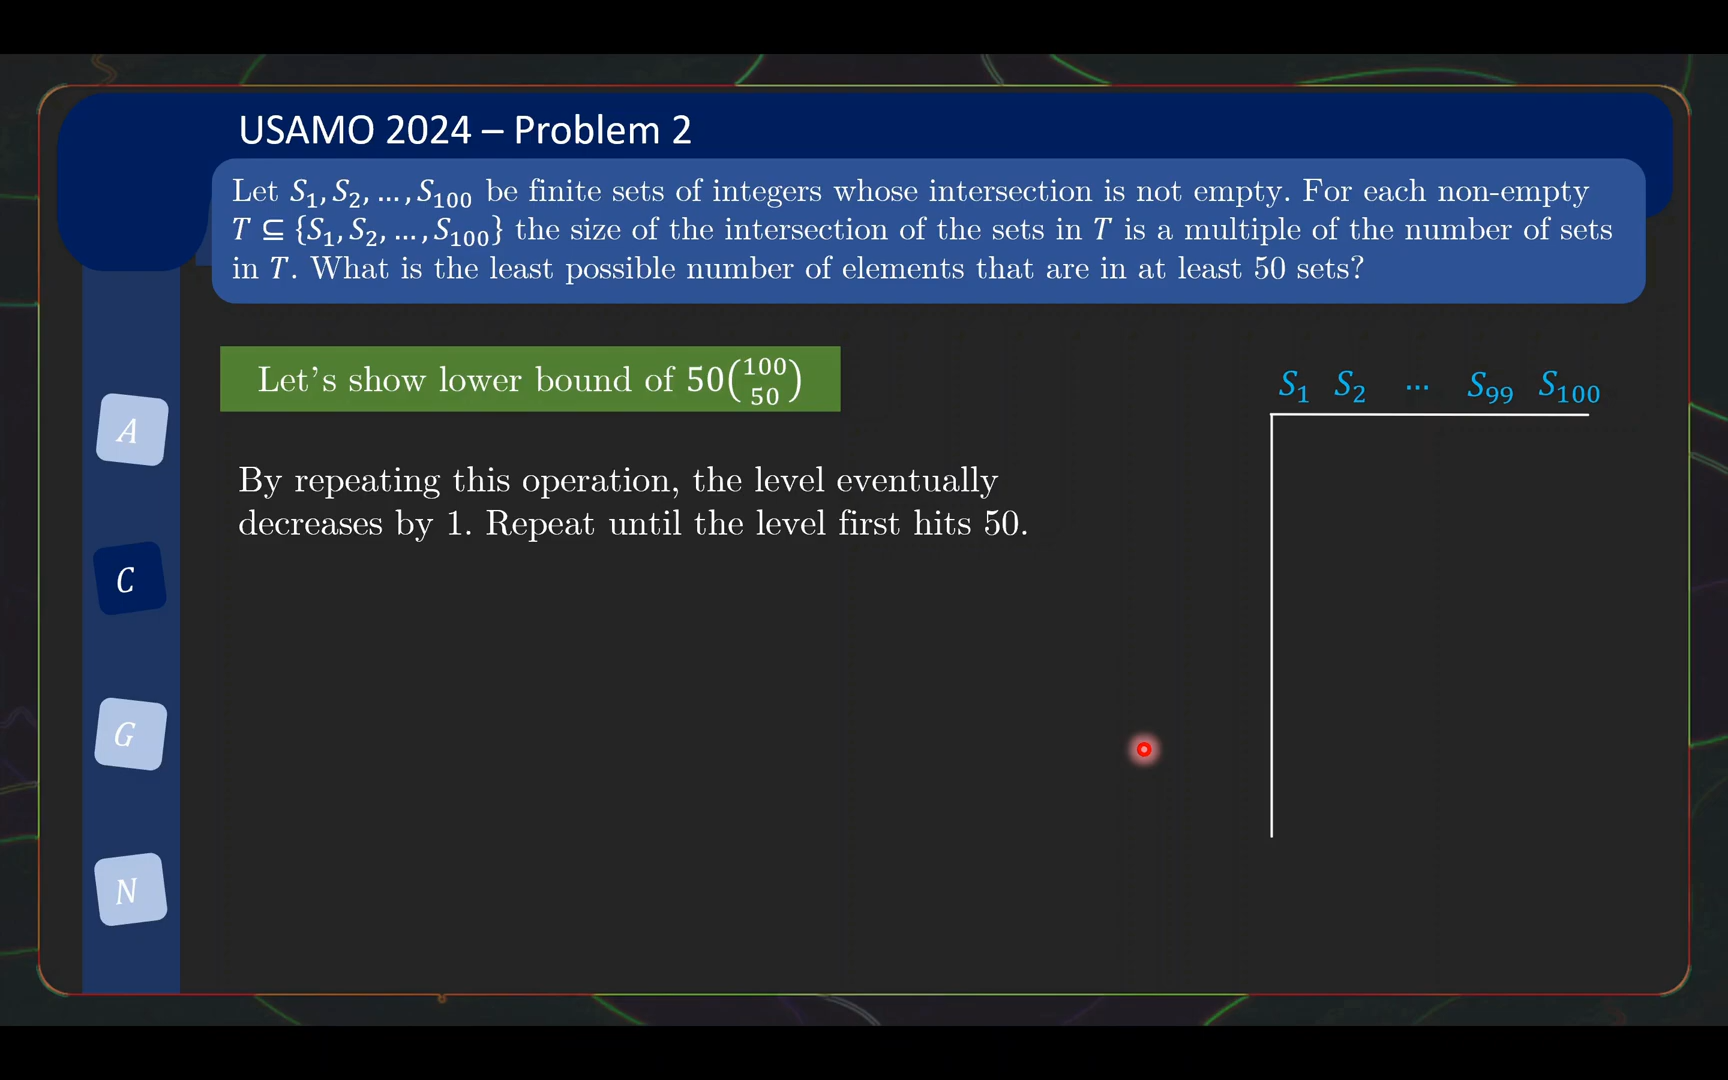 USAMO 2024 – Problem 2
Let S₁, S₂, …, S₁₀₀ be finite sets of integers whose intersection is not empty. For each non-empty
T ⊆ {S₁, S₂, …, S₁₀₀} the size of the intersection of the sets in T is a multiple of the number of sets
in T. What is the least possible number of elements that are in at least 50 sets?
Let's show lower bound of 50(100 50)
S₁ S₂ ⋯ S₉₉ S₁₀₀
By repeating this operation, the level eventually
decreases by 1. Repeat until the level first hits 50.
A
C
G
N